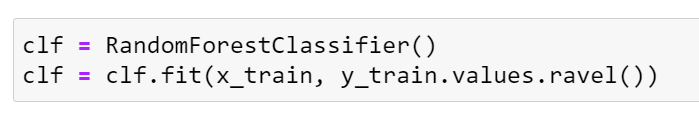 clf = RandomForestClassifier()
clf = clf.fit(x_train, y_train.values.ravel())